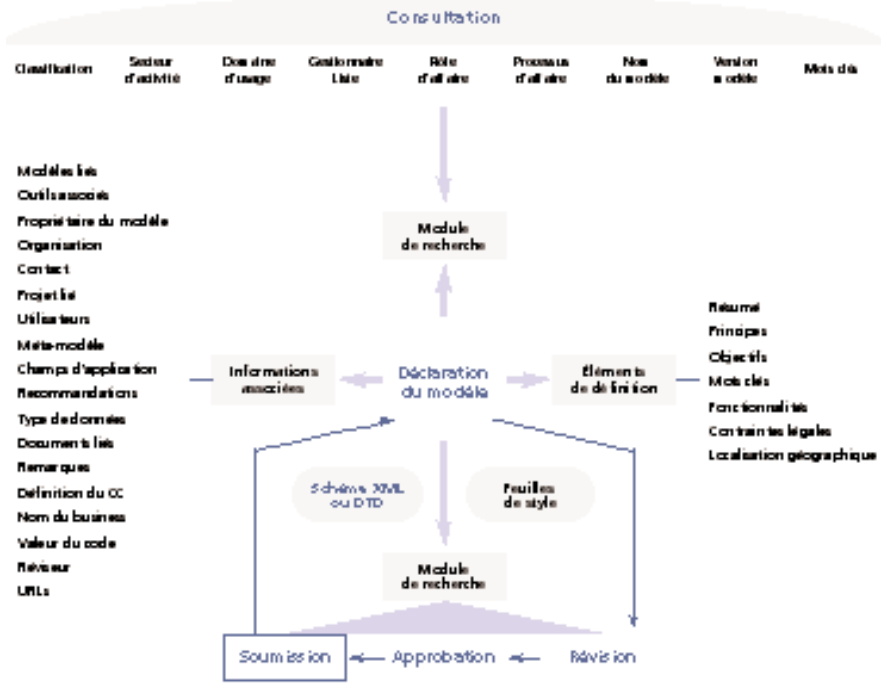 Consultation
Classification
Secteur
d'activité
Domaine
d'usage
Gestionnaire
Liste
Rôle
d'affaire
Processus
d'affaire
Nom
du modèle
Version
modèle
Mots clés
Modèles liés
Outils associés
Propriétaire du modèle
Organisation
Contact
Projet lié
Utilisateurs
Méta-modèle
Champs d'application
Recommandations
Type de données
Documents liés
Remarques
Définition du CC
Nom du business
Valeur du code
Réviseur
URLs
Module
de recherche
Informations
associées
Déclaration
du modèle
Éléments
de définition
Résumé
Principes
Objectifs
Mots clés
Fonctionnalités
Contraintes légales
Localisation géographique
Schéma XML
ou DTD
Feuilles
de style
Module
de recherche
Soumission
Approbation
Révision